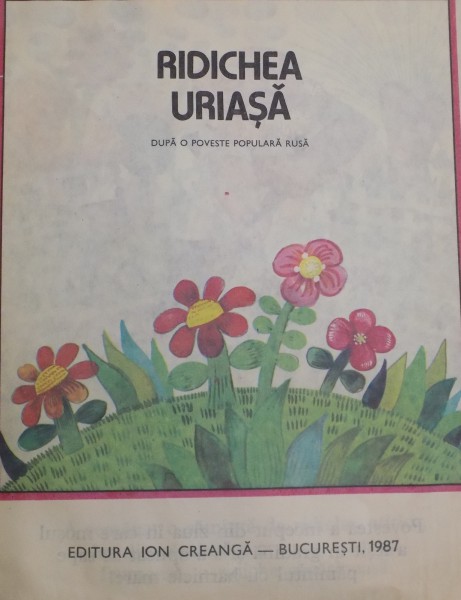 RIDICHEA
URIAȘĂ
DUPĂ O POVESTE POPULARĂ RUSĂ
EDITURA ION CREANGĂ — BUCUREȘTI, 1987